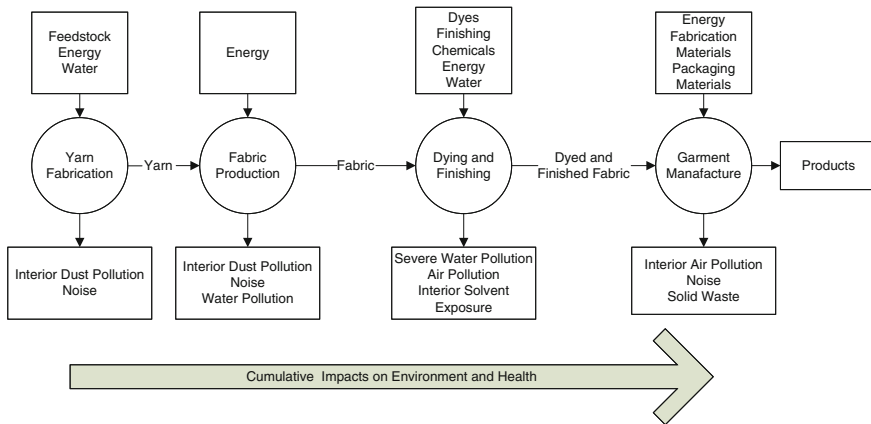 Feedstock
Energy
Water
Energy
Dyes
Finishing
Chemicals
Energy
Water
Energy
Fabrication
Materials
Packaging
Materials
Yarn
Fabrication
Yarn
Fabric
Production
Fabric
Dying and
Finishing
Dyed and
Finished Fabric
Garment
Manufacture
Products
Interior Dust Pollution
Noise
Interior Dust Pollution
Noise
Water Pollution
Severe Water Pollution
Air Pollution
Interior Solvent
Exposure
Interior Air Pollution
Noise
Solid Waste
Cumulative Impacts on Environment and Health